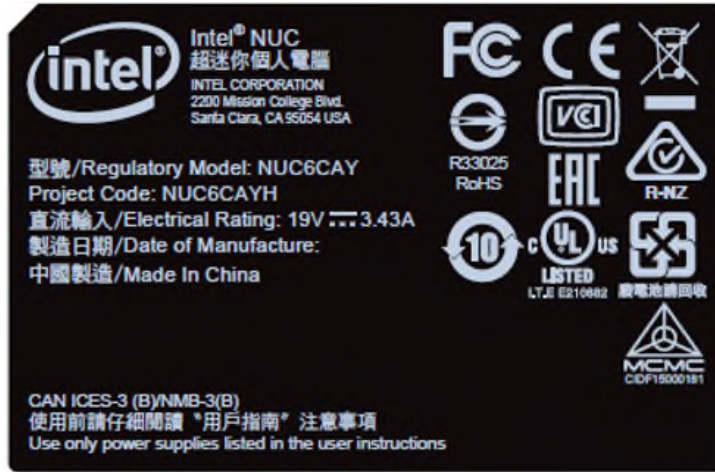 intel®
Intel® NUC
超迷你個人電腦
INTEL CORPORATION
2200 Mission College Blvd.
Santa Clara, CA 95054 USA
FC CE
VCI
R33025
RoHS
EAC
R-NZ
型號/Regulatory Model: NUC6CAY
Project Code: NUC6CAYH
直流輸入/Electrical Rating: 19V 3.43A
製造日期/Date of Manufacture:
中國製造/Made In China
10
C UL US
LISTED
I.T.E E210882
廢電池請回收
MCMC
CIDF15000181
CAN ICES-3 (B)/NMB-3(B)
使用前請仔細閱讀〝用戶指南〞注意事項
Use only power supplies listed in the user instructions